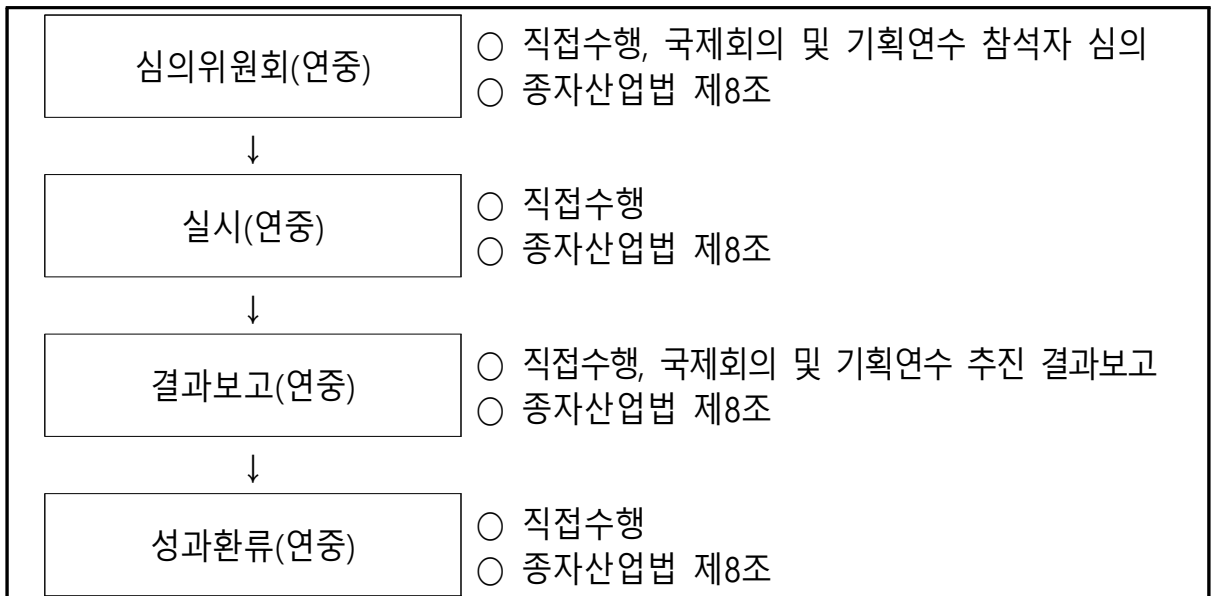 심의위원회(연중)
○ 직접수행, 국제회의 및 기획연수 참석자 심의
○ 종자산업법 제8조
↓
실시(연중)
○ 직접수행
○ 종자산업법 제8조
↓
결과보고(연중)
○ 직접수행, 국제회의 및 기획연수 추진 결과보고
○ 종자산업법 제8조
↓
성과환류(연중)
○ 직접수행
○ 종자산업법 제8조